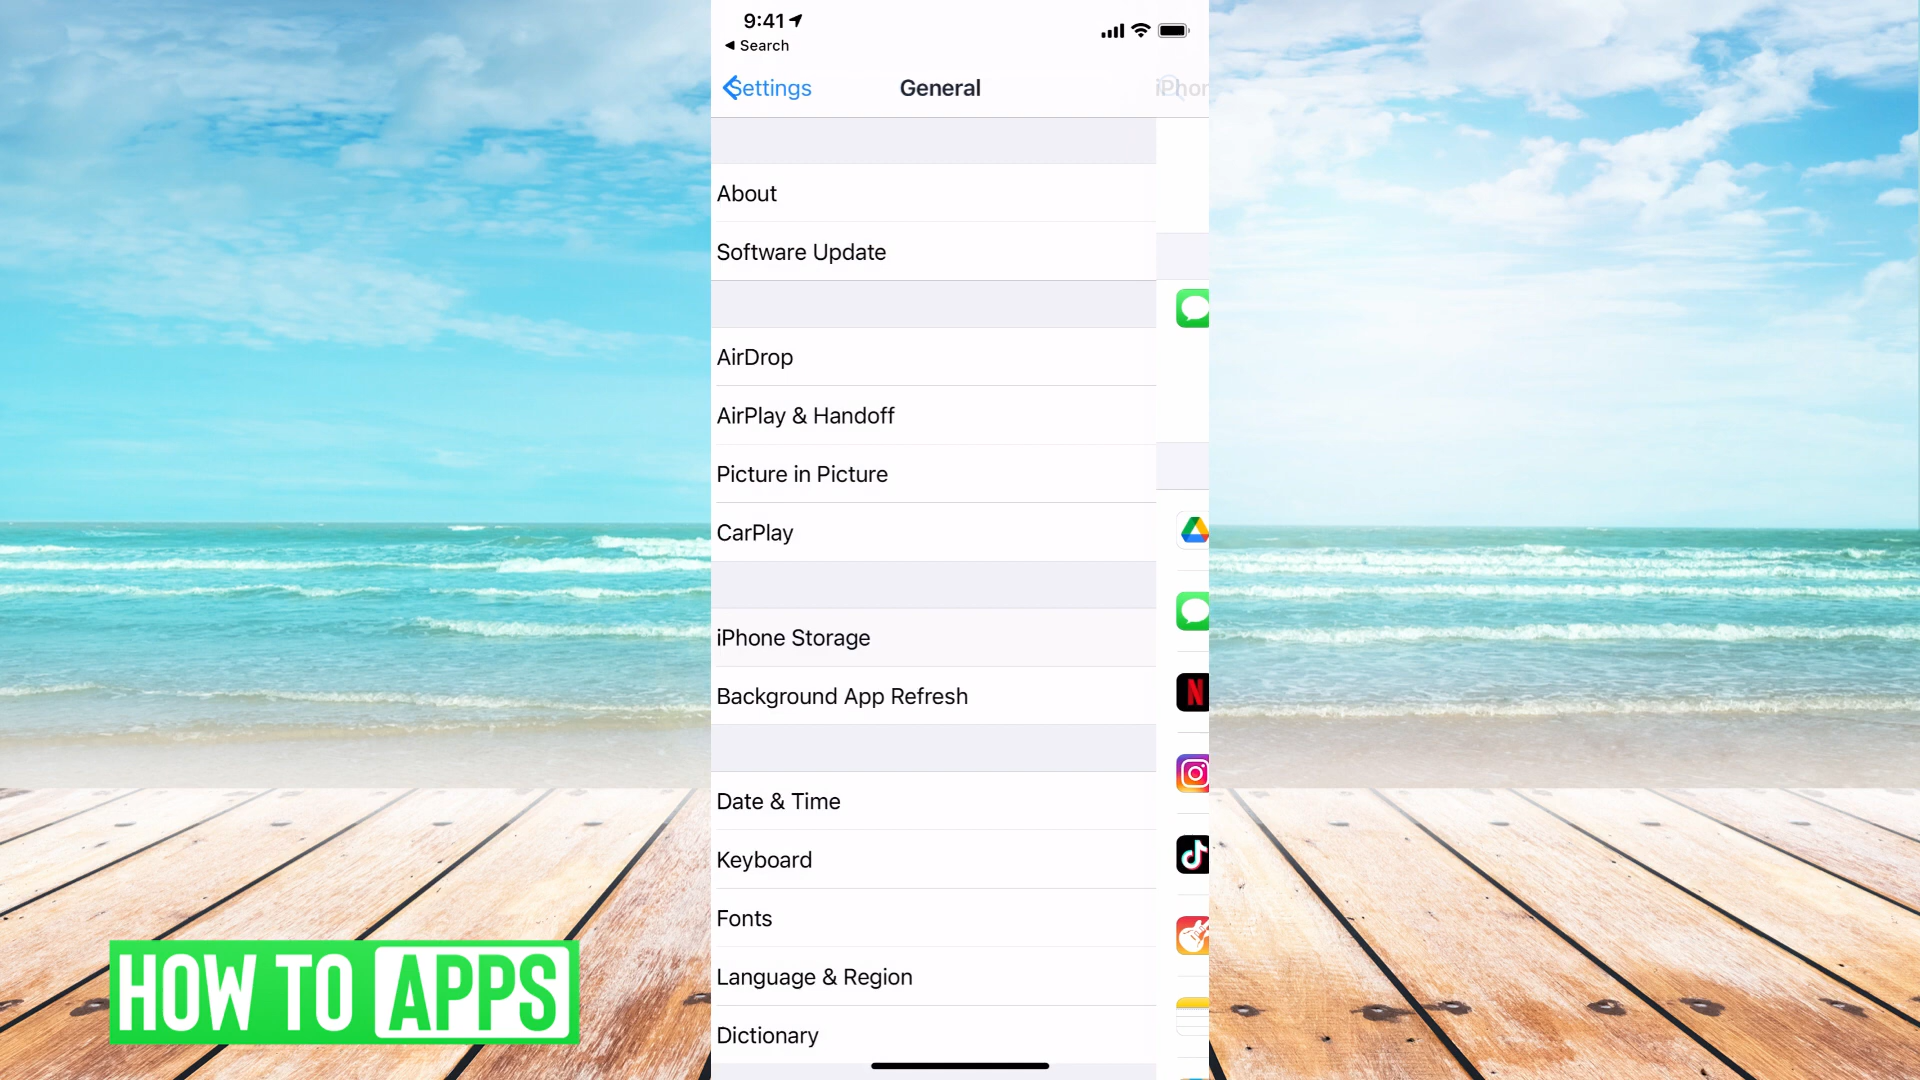 9:41
Search
Settings
General
iPhon
About
Software Update
AirDrop
AirPlay & Handoff
Picture in Picture
CarPlay
iPhone Storage
Background App Refresh
Date & Time
Keyboard
Fonts
Language & Region
Dictionary
HOW TO APPS